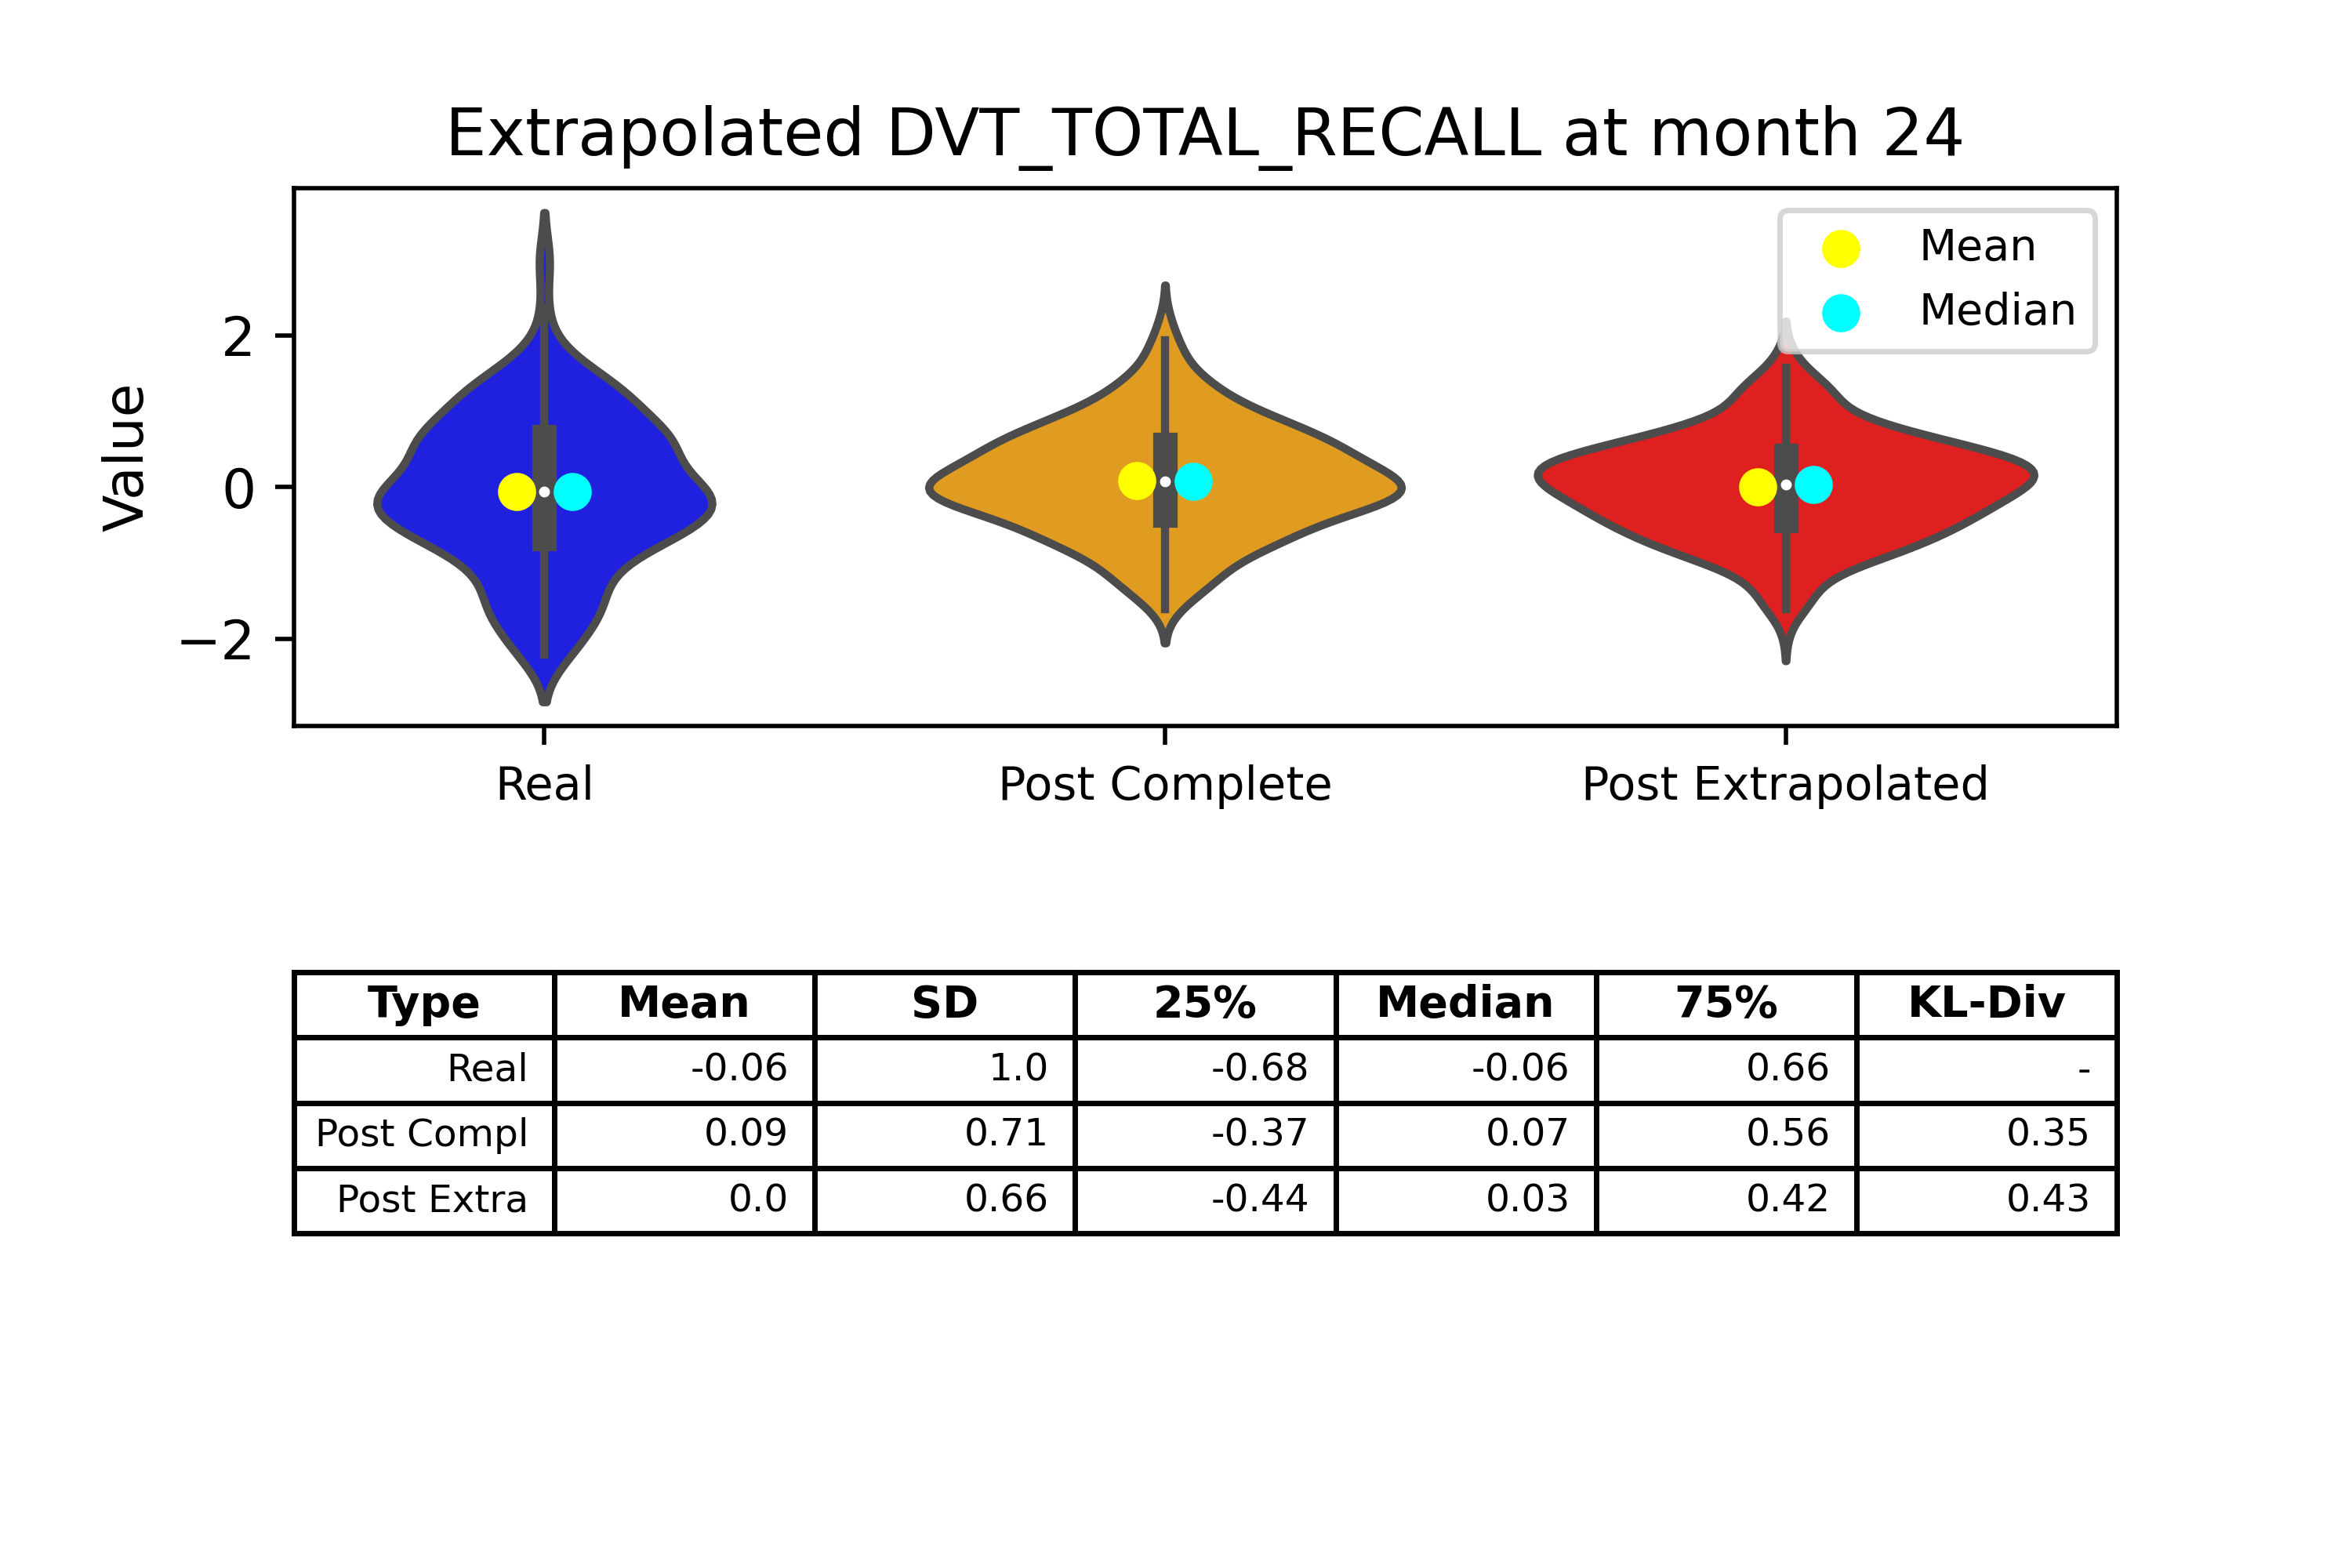 Extrapolated DVT_TOTAL_RECALL at month 24
Mean
Median
Value
2
0
−2
Real Post Complete Post Extrapolated
Type Mean SD 25% Median 75% KL-Div
Real -0.06 1.0 -0.68 -0.06 0.66 -
Post Compl 0.09 0.71 -0.37 0.07 0.56 0.35
Post Extra 0.0 0.66 -0.44 0.03 0.42 0.43